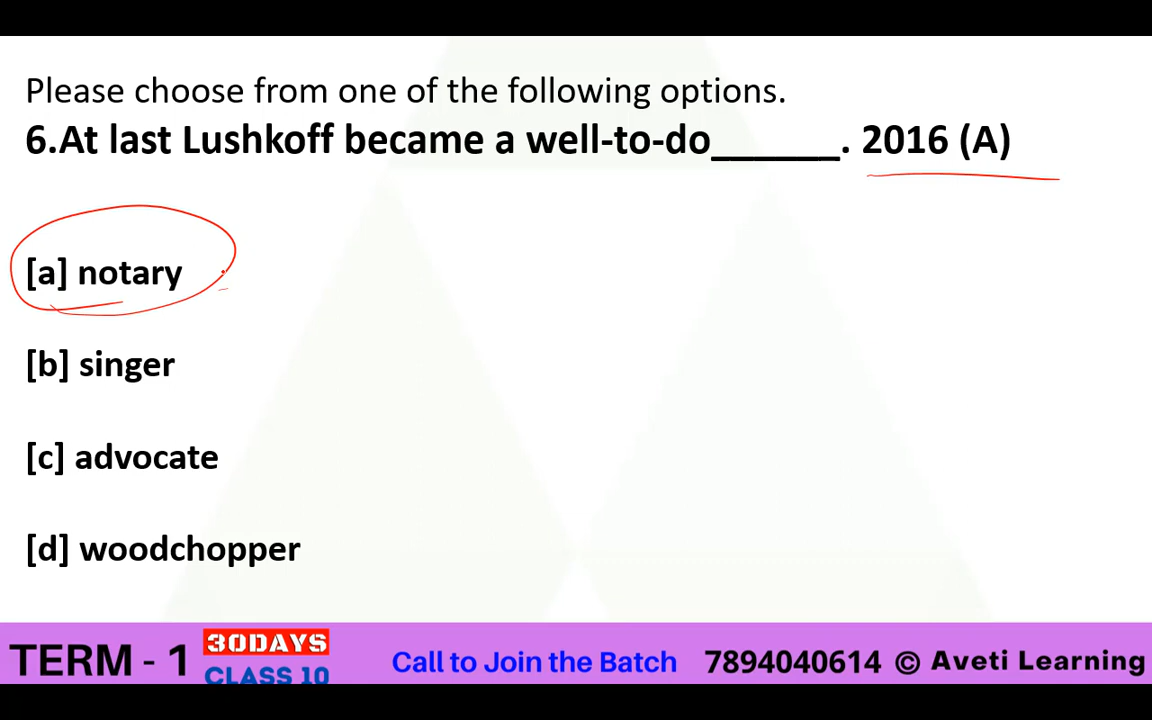 Please choose from one of the following options.
6.At last Lushkoff became a well-to-do______. 2016 (A)
[a] notary
[b] singer
[c] advocate
[d] woodchopper
TERM - 1 30DAYS CLASS 10 Call to Join the Batch 7894040614 © Aveti Learning